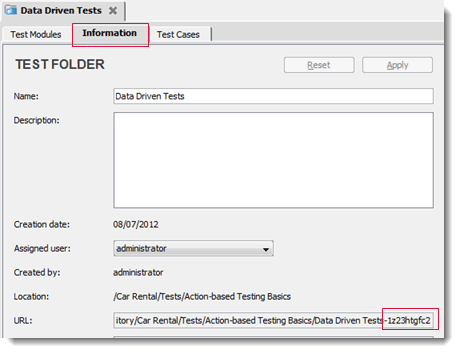 Data Driven Tests
Test Modules Information Test Cases
TEST FOLDER Reset Apply
Name: Data Driven Tests
Description:
Creation date: 08/07/2012
Assigned user: administrator
Created by: administrator
Location: /Car Rental/Tests/Action-based Testing Basics
URL: itory/Car Rental/Tests/Action-based Testing Basics/Data Driven Tests-1z23htgfc2